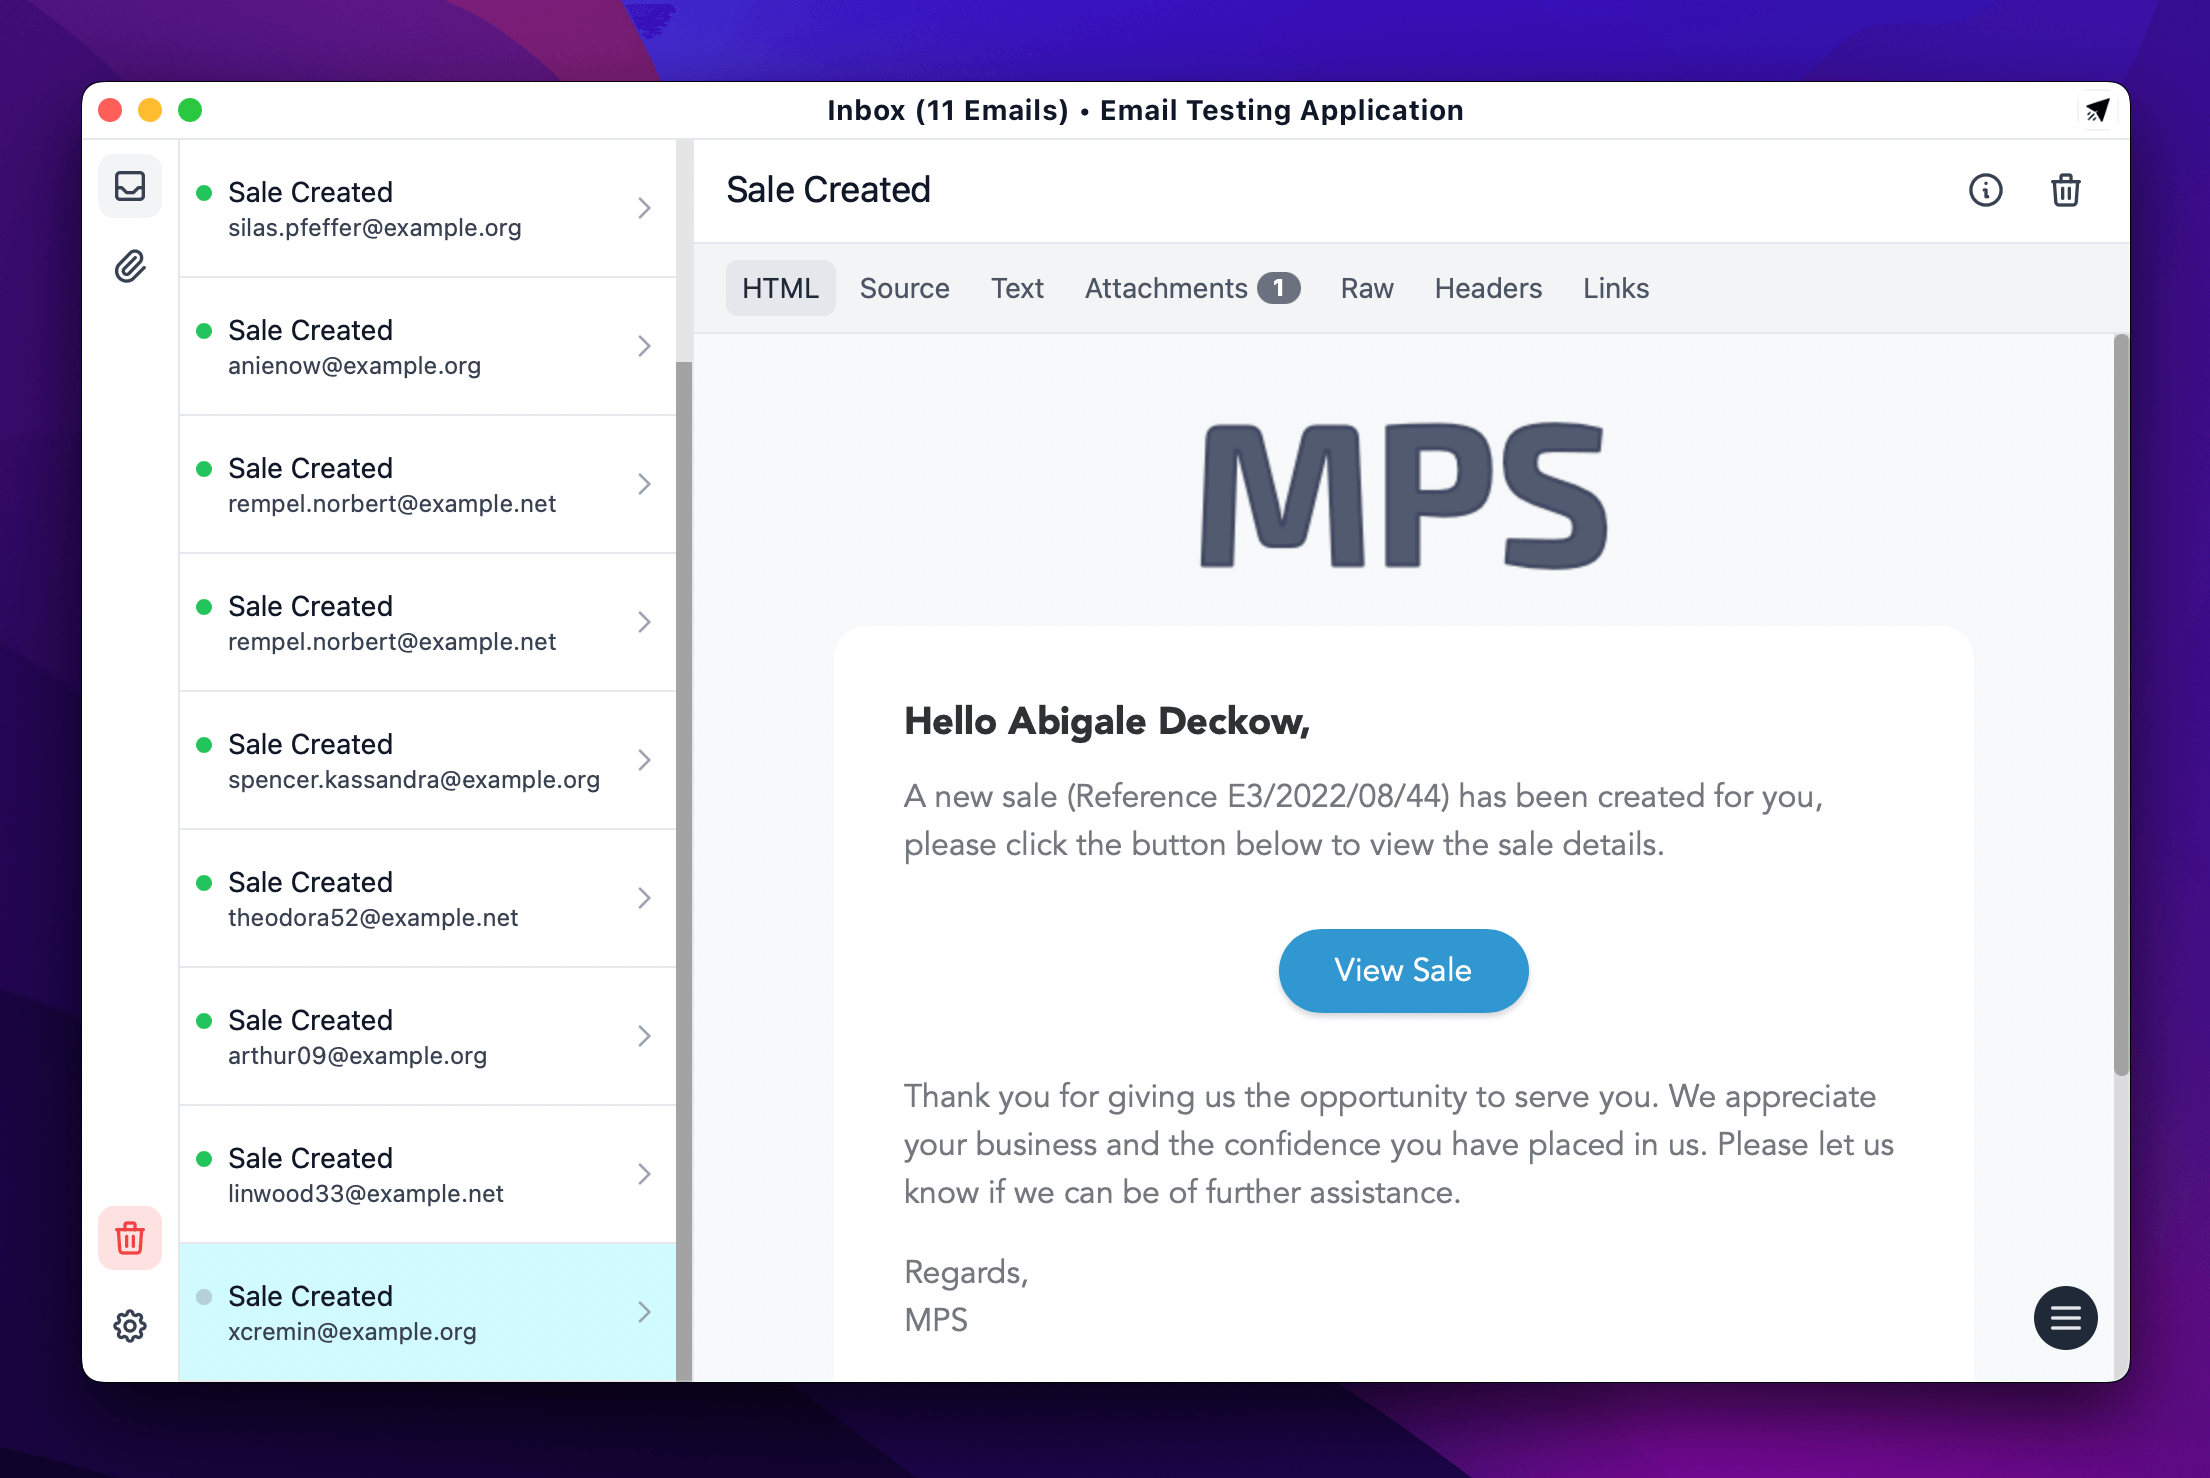 Inbox (11 Emails) • Email Testing Application
Sale Created
silas.pfeffer@example.org
Sale Created
anienow@example.org
Sale Created
rempel.norbert@example.net
Sale Created
rempel.norbert@example.net
Sale Created
spencer.kassandra@example.org
Sale Created
theodora52@example.net
Sale Created
arthur09@example.org
Sale Created
linwood33@example.net
Sale Created
xcremin@example.org
Sale Created
HTML Source Text Attachments 1 Raw Headers Links
MPS
Hello Abigale Deckow,
A new sale (Reference E3/2022/08/44) has been created for you,
please click the button below to view the sale details.
View Sale
Thank you for giving us the opportunity to serve you. We appreciate
your business and the confidence you have placed in us. Please let us
know if we can be of further assistance.
Regards,
MPS